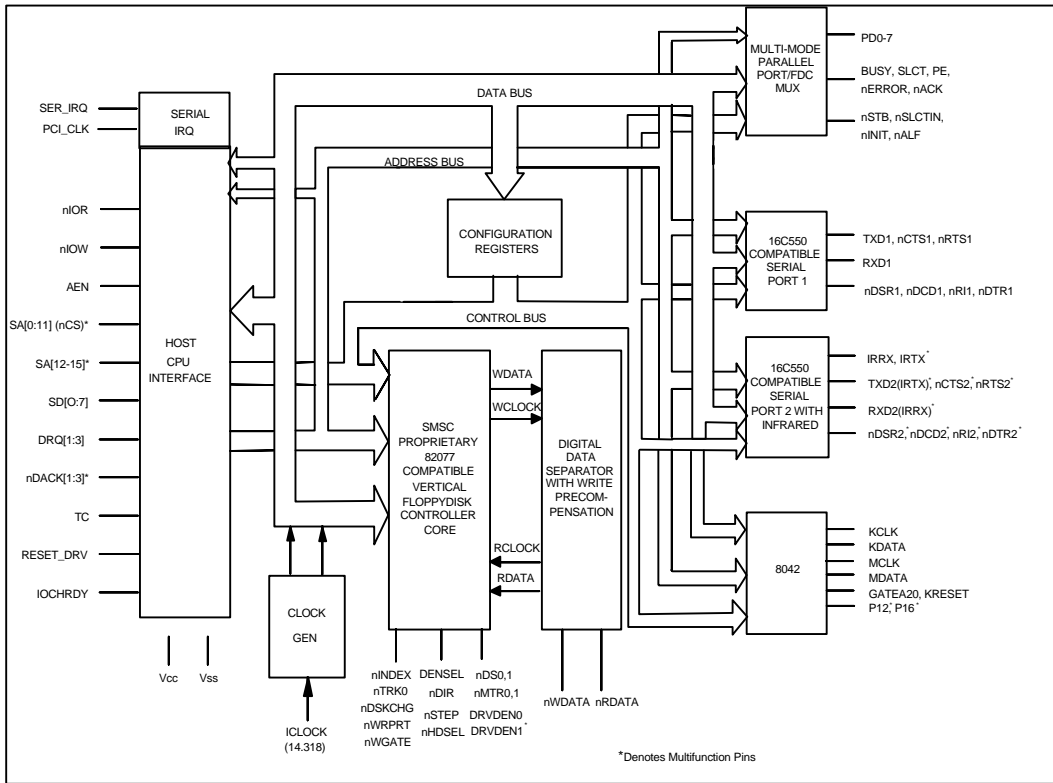 SER_IRQ
PCI_CLK
SERIAL
IRQ
nIOR
nIOW
AEN
SA[0:11] (nCS)*
SA[12-15]*
SD[O:7]
DRQ[1:3]
nDACK[1:3]*
TC
RESET_DRV
IOCHRDY
HOST
CPU
INTERFACE
Vcc
Vss
DATA BUS
ADDRESS BUS
CONFIGURATION
REGISTERS
CONTROL BUS
CLOCK
GEN
ICLOCK
(14.318)
SMSC
PROPRIETARY
82077
COMPATIBLE
VERTICAL
FLOPPYDISK
CONTROLLER
CORE
WDATA
WCLOCK
RCLOCK
RDATA
DIGITAL
DATA
SEPARATOR
WITH WRITE
PRECOM-
PENSATION
nINDEX
nTRK0
nDSKCHG
nWRPRT
nWGATE
DENSEL
nDIR
nSTEP
nHDSEL
nDS0,1
nMTR0,1
DRVDEN0
DRVDEN1*
nWDATA nRDATA
MULTI-MODE
PARALLEL
PORT/FDC
MUX
PD0-7
BUSY, SLCT, PE,
nERROR, nACK
nSTB, nSLCTIN,
nINIT, nALF
16C550
COMPATIBLE
SERIAL
PORT 1
TXD1, nCTS1, nRTS1
RXD1
nDSR1, nDCD1, nRI1, nDTR1
16C550
COMPATIBLE
SERIAL
PORT 2 WITH
INFRARED
IRRX, IRTX*
TXD2(IRTX)*, nCTS2*, nRTS2*
RXD2(IRRX)*
nDSR2,* nDCD2*, nRI2*, nDTR2*
8042
KCLK
KDATA
MCLK
MDATA
GATEA20, KRESET
P12*, P16*
*Denotes Multifunction Pins